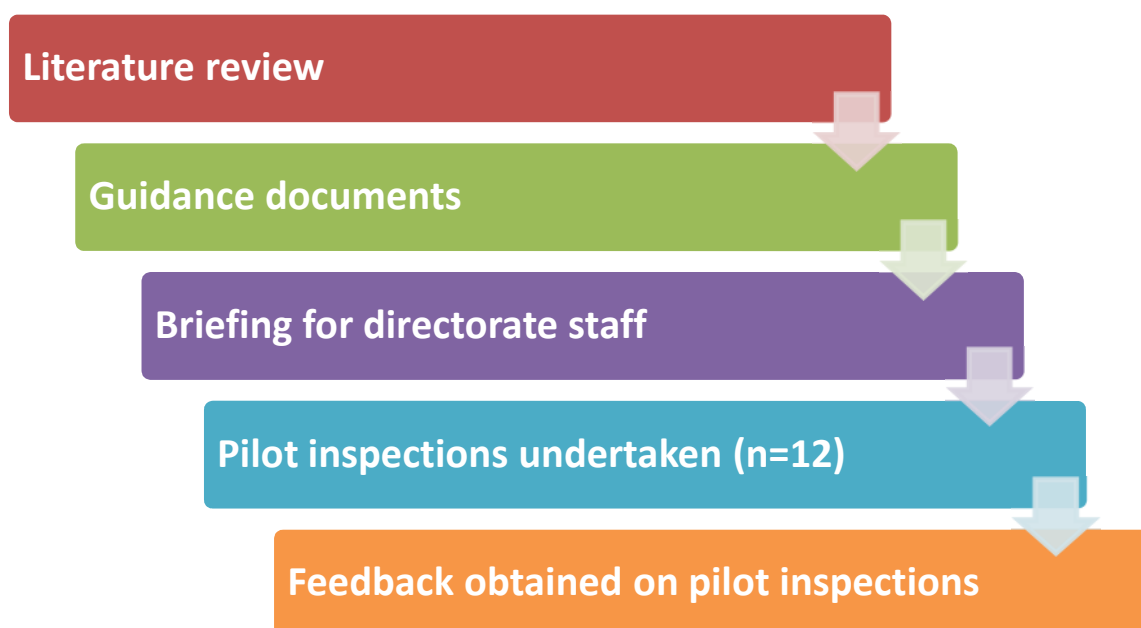 Literature review
Guidance documents
Briefing for directorate staff
Pilot inspections undertaken (n=12)
Feedback obtained on pilot inspections